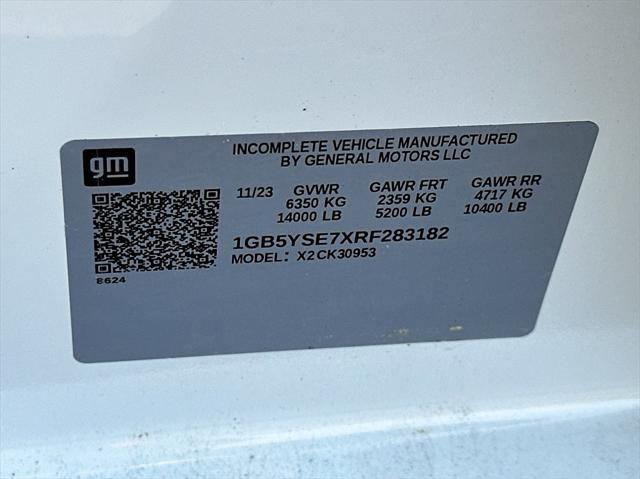 INCOMPLETE VEHICLE MANUFACTURED
BY GENERAL MOTORS LLC
gm
11/23 GVWR GAWR FRT GAWR RR
6350 KG 2359 KG 4717 KG
14000 LB 5200 LB 10400 LB
1GB5YSE7XRF283182
MODEL: X2CK30953
8624